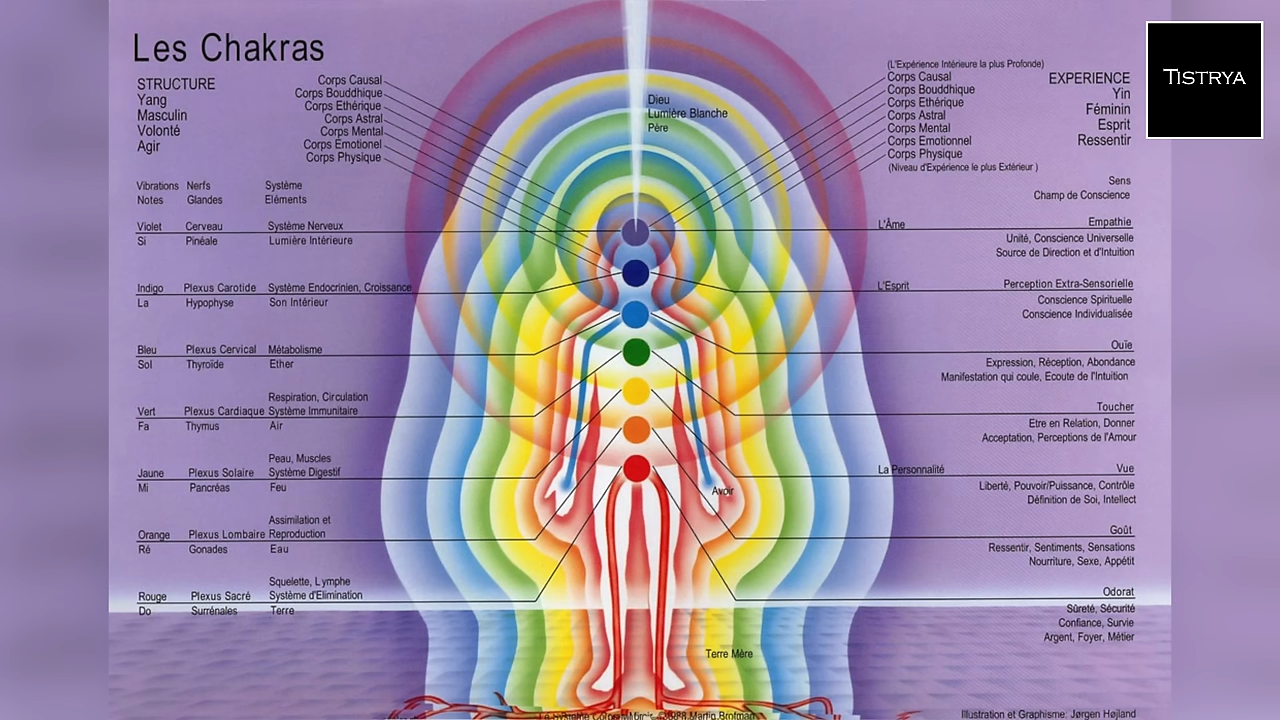 Les Chakras
TISTRYA
STRUCTURE
Yang
Masculin
Volonté
Agir
Corps Causal
Corps Bouddhique
Corps Ethérique
Corps Astral
Corps Mental
Corps Emotionel
Corps Physique
Dieu
Lumière Blanche
Père
(L'Expérience Intérieure la plus Profonde)
Corps Causal
Corps Bouddhique
Corps Ethérique
Corps Astral
Corps Mental
Corps Emotionnel
Corps Physique
(Niveau d'Expérience le plus Extérieur )
EXPERIENCE
Yin
Féminin
Esprit
Ressentir
Vibrations Nerfs Système
Notes Glandes Eléments
Sens
Champ de Conscience
Violet Cerveau Système Nerveux
Si Pinéale Lumière Intérieure
L'Âme Empathie
Unité, Conscience Universelle
Source de Direction et d'Intuition
Indigo Plexus Carotide Système Endocrinien, Croissance
La Hypophyse Son Intérieur
L'Esprit Perception Extra-Sensorielle
Conscience Spirituelle
Conscience Individualisée
Bleu Plexus Cervical Métabolisme
Sol Thyroïde Ether
Ouïe
Expression, Réception, Abondance
Manifestation qui coule, Ecoute de l'Intuition
Respiration, Circulation
Vert Plexus Cardiaque Système Immunitaire
Fa Thymus Air
Toucher
Etre en Relation, Donner
Acceptation, Perceptions de l'Amour
Peau, Muscles
Jaune Plexus Solaire Système Digestif
Mi Pancréas Feu
La Personnalité Vue
Liberté, Pouvoir/Puissance, Contrôle
Définition de Soi, Intellect
Avoir
Assimilation et
Orange Plexus Lombaire Reproduction
Ré Gonades Eau
Goût
Ressentir, Sentiments, Sensations
Nourriture, Sexe, Appétit
Squelette, Lymphe
Rouge Plexus Sacré Système d'Elimination
Do Surrénales Terre
Odorat
Sûreté, Sécurité
Confiance, Survie
Argent, Foyer, Métier
Terre Mère
Martin Brofman
Illustration et Graphisme: Jørgen Højland